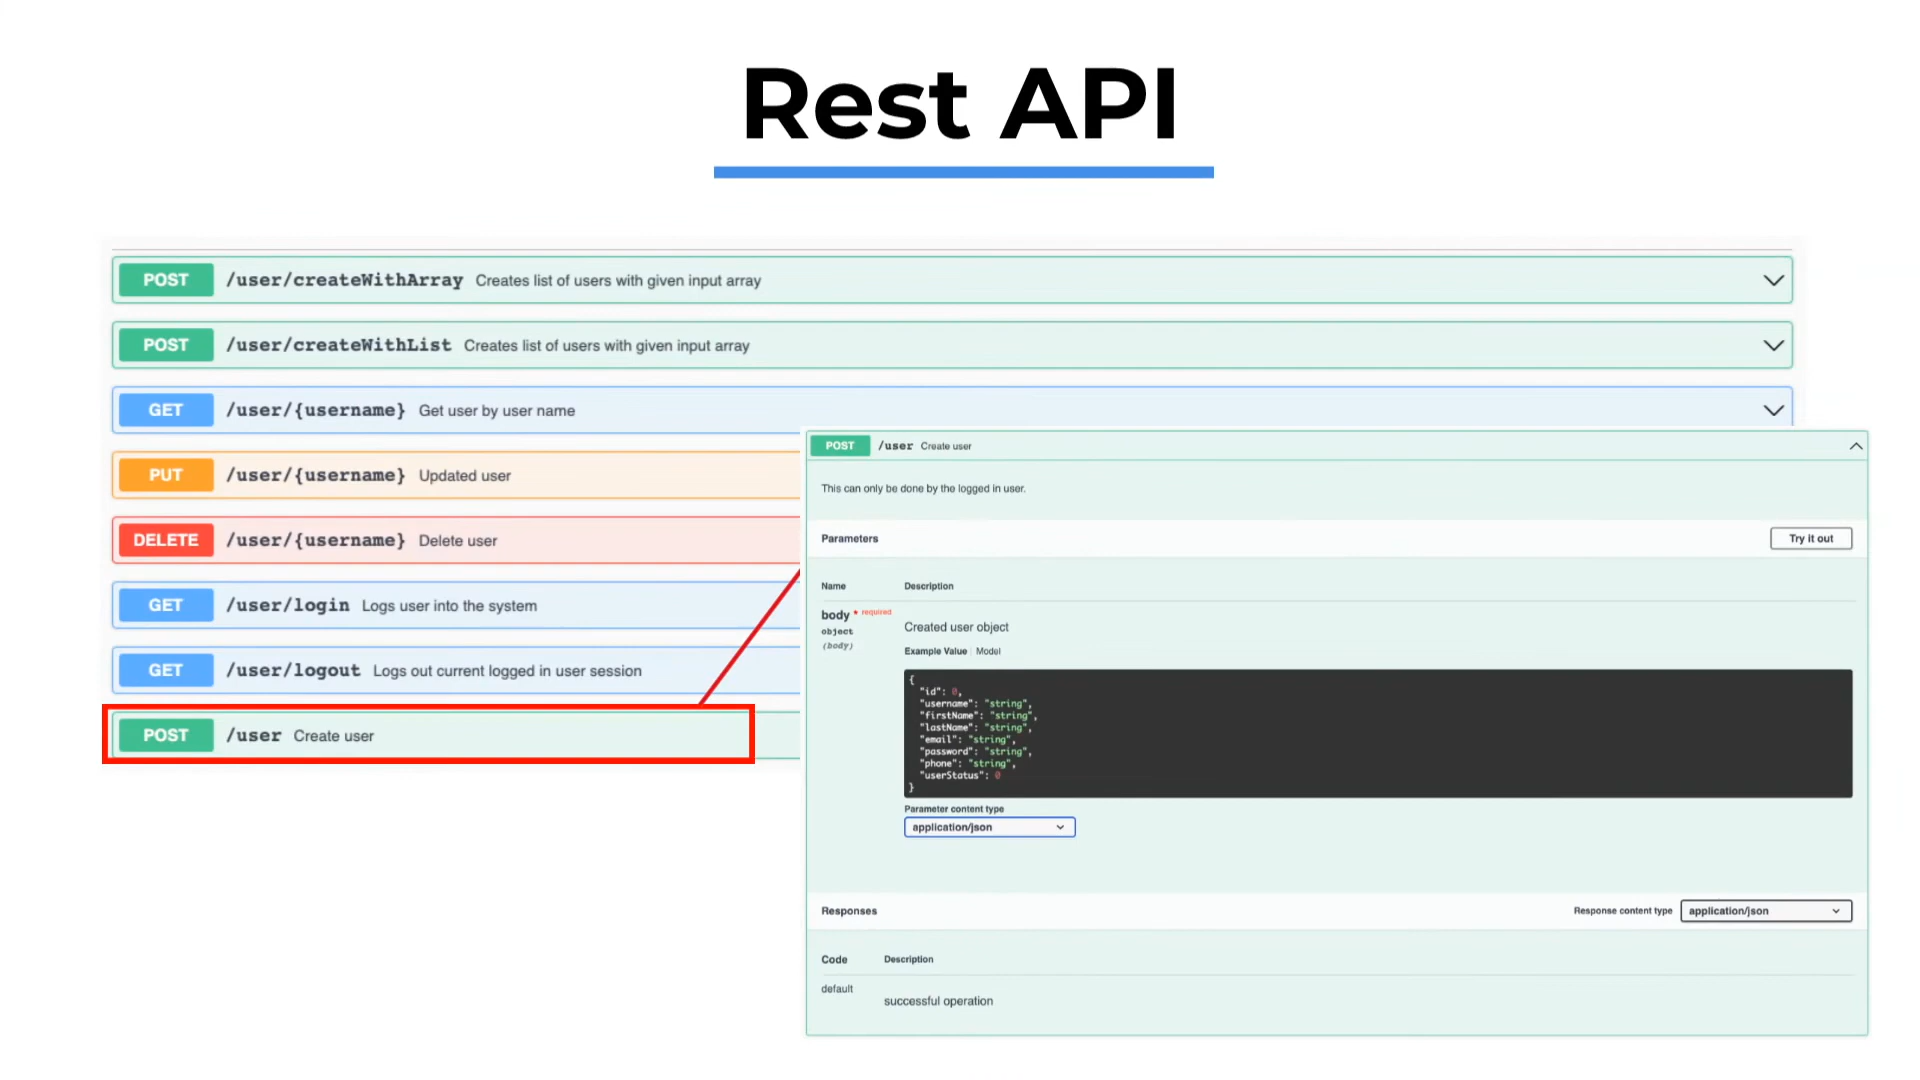 Rest API
POST /user/createWithArray Creates list of users with given input array
POST /user/createWithList Creates list of users with given input array
GET /user/{username} Get user by user name
PUT /user/{username} Updated user
DELETE /user/{username} Delete user
GET /user/login Logs user into the system
GET /user/logout Logs out current logged in user session
POST /user Create user
POST /user Create user
This can only be done by the logged in user.
Parameters Try it out
Name Description
body * required
object
(body)
Created user object
Example Value Model
{
"id": 0,
"username": "string",
"firstName": "string",
"lastName": "string",
"email": "string",
"password": "string",
"phone": "string",
"userStatus": 0
}
Parameter content type
application/json
Responses Response content type application/json
Code Description
default
successful operation